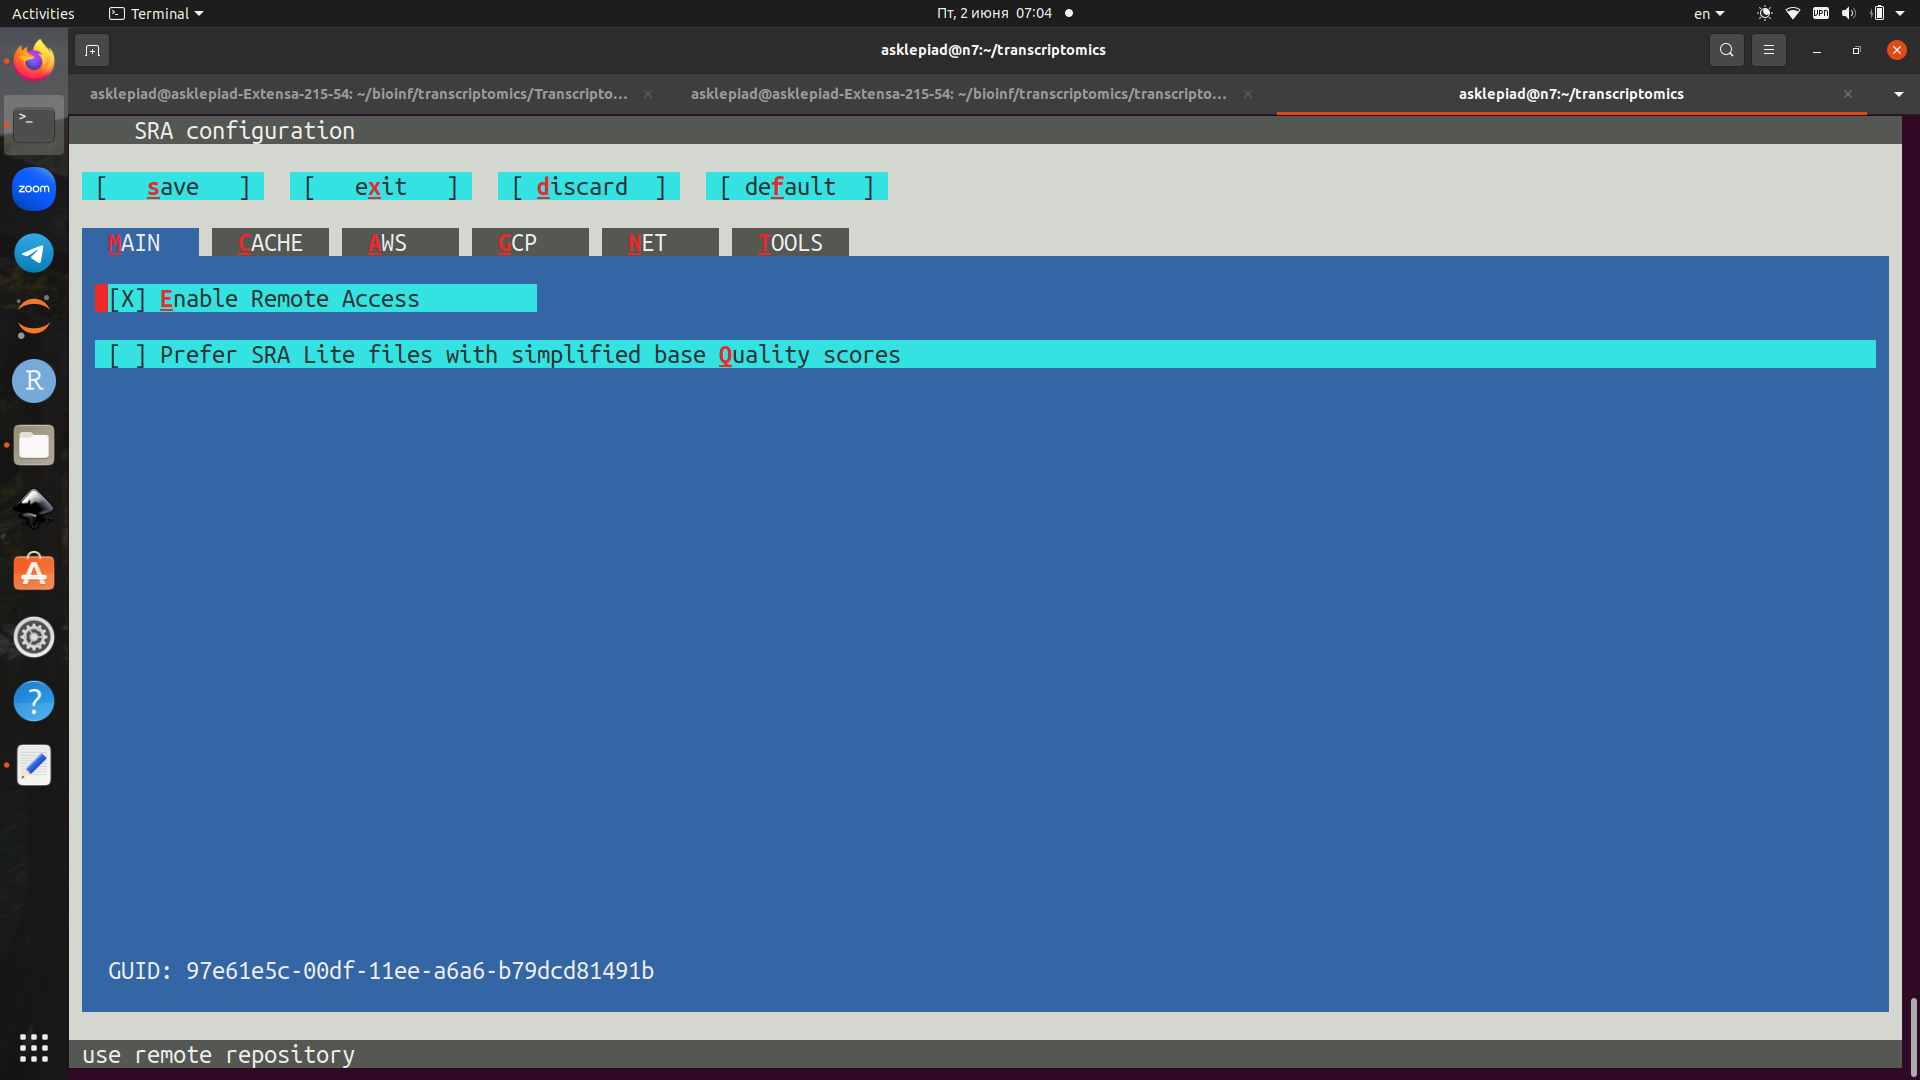 Activities
Terminal
Пт, 2 июня 07:04
en
VPN
asklepiad@n7:~/transcriptomics
asklepiad@asklepiad-Extensa-215-54: ~/bioinf/transcriptomics/Transcripto...
asklepiad@asklepiad-Extensa-215-54: ~/bioinf/transcriptomics/transcripto...
asklepiad@n7:~/transcriptomics
SRA configuration
[ save ] [ exit ] [ discard ] [ default ]
MAIN CACHE AWS GCP NET TOOLS
[X] Enable Remote Access
[ ] Prefer SRA Lite files with simplified base Quality scores
GUID: 97e61e5c-00df-11ee-a6a6-b79dcd81491b
use remote repository
zoom
R